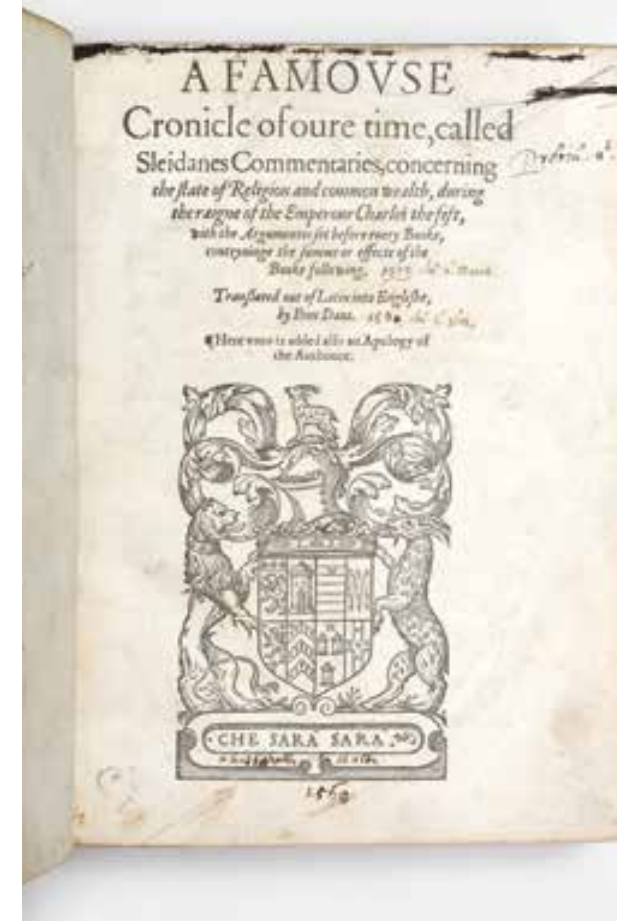 A FAMOVSE
Cronicle of oure time, called
Sleidanes Commentaries, concerning
the state of Religion and common wealth, during
the raigne of the Emperour Charles the fift,
with the Argumentes set before euery Booke,
conteyninge the summe or effecte of the
Booke following.
Translated out of Latin into Englishe,
by Ihon Daus.
¶Here vnto is added also an Apology of
the Authoure.
CHE SARA SARA
1560